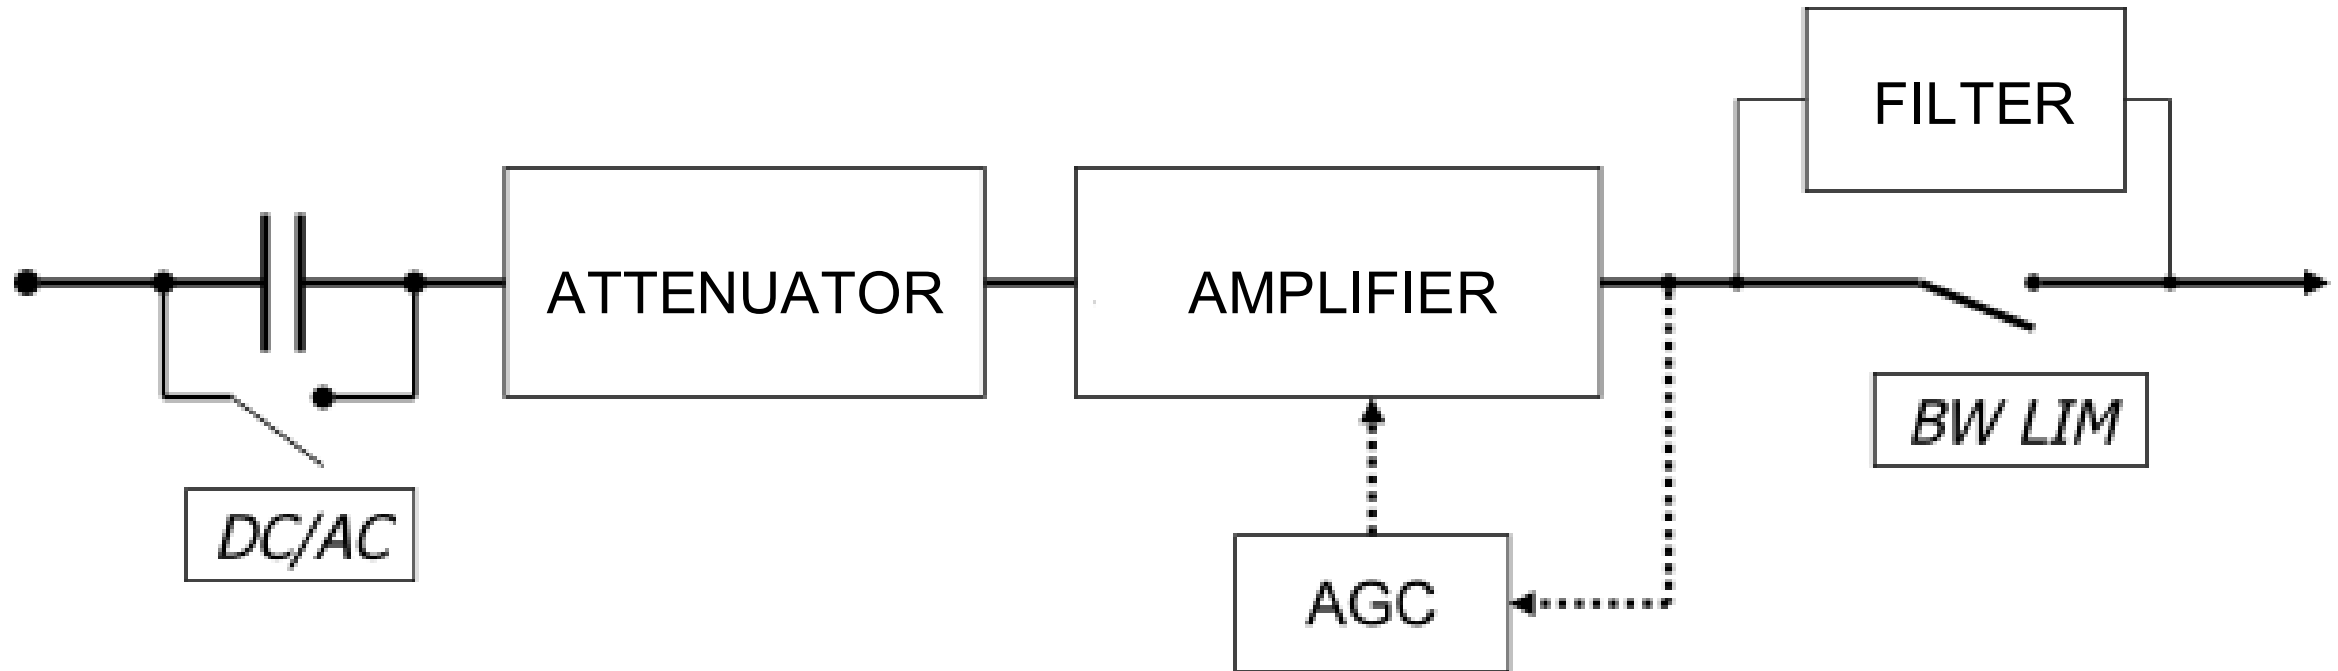 FILTER
ATTENUATOR
AMPLIFIER
BW LIM
DC/AC
AGC